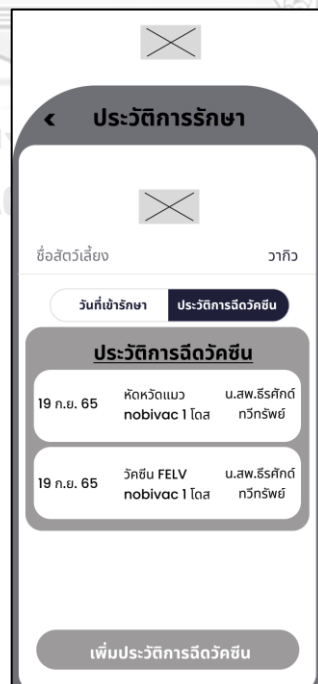 ประวัติการรักษา
ชื่อสัตว์เลี้ยง วากิว
วันที่เข้ารักษา ประวัติการฉีดวัคซีน
ประวัติการฉีดวัคซีน
19 ก.ย. 65
หัดหวัดแมว
nobivac 1 โดส
น.สพ.ธีรศักด์
ทวีทรัพย์
19 ก.ย. 65
วัคซีน FELV
nobivac 1 โดส
น.สพ.ธีรศักด์
ทวีทรัพย์
เพิ่มประวัติการฉีดวัคซีน